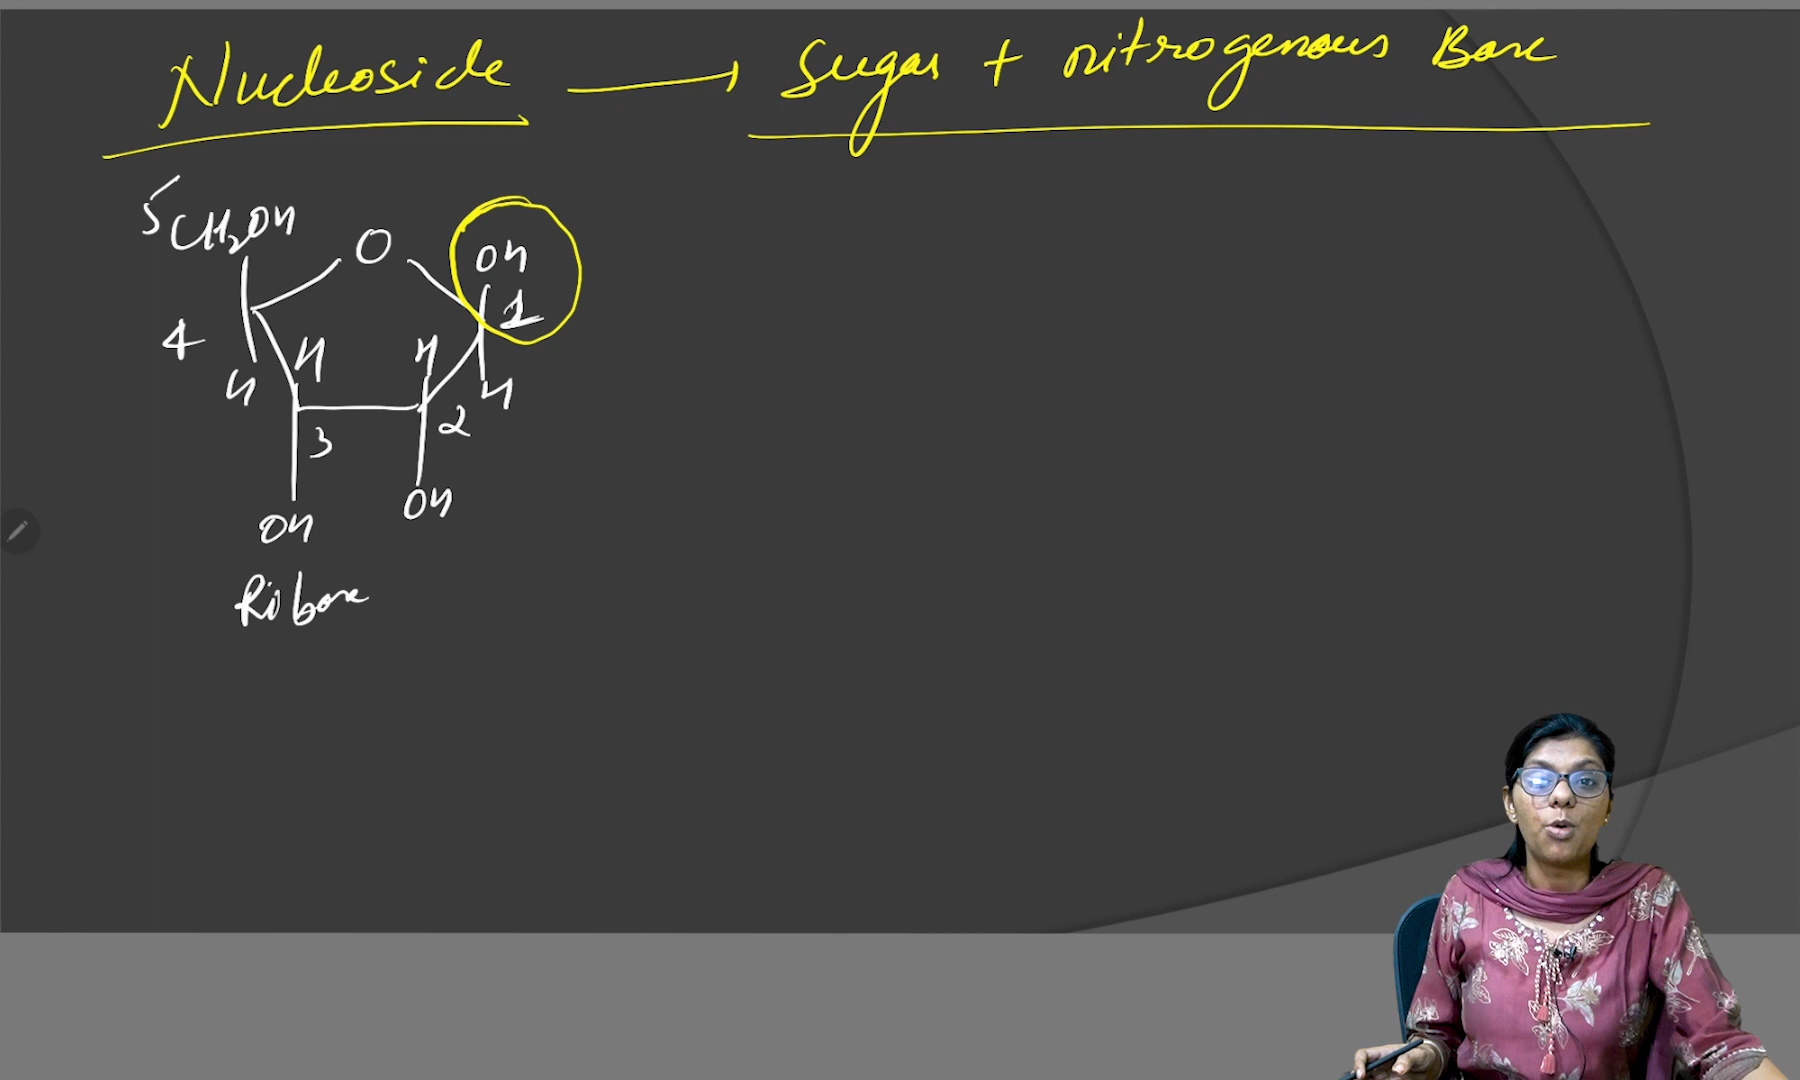 Nucleoside → Sugar + nitrogenous Base
5 CH₂OH
O
OH
1
4
H
H
H
H
3
2
OH
OH
Ribose